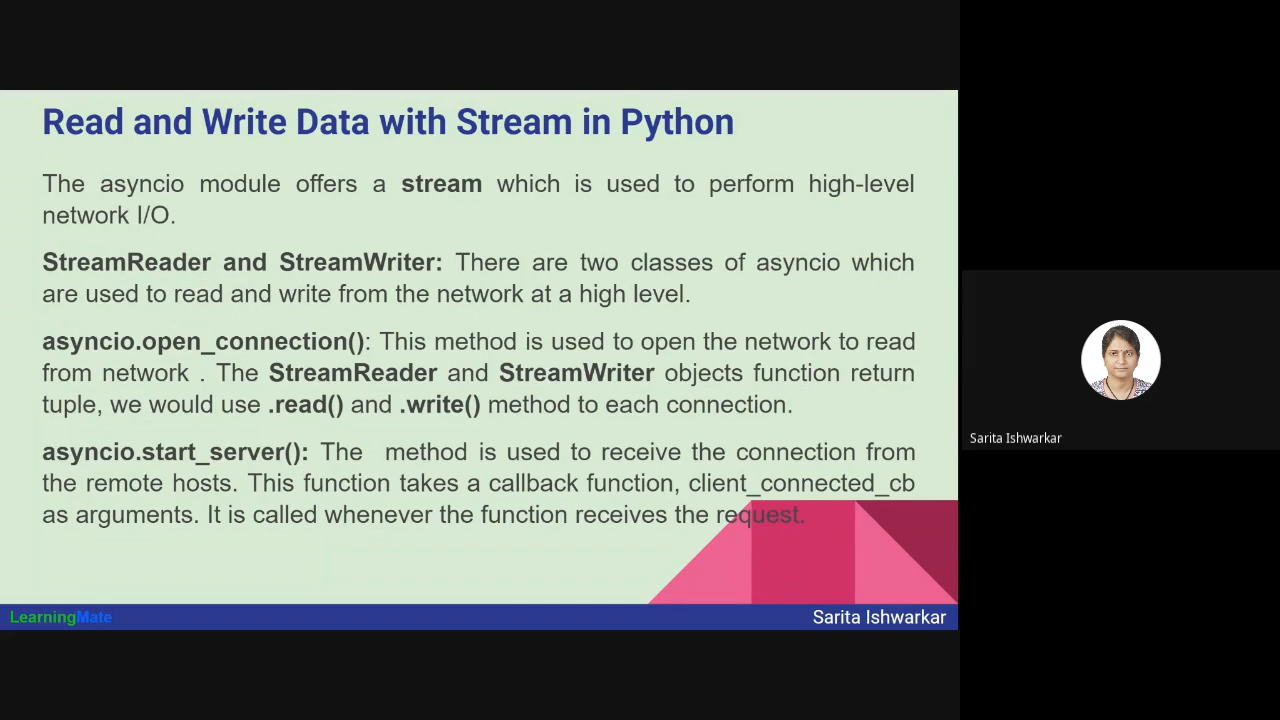 Read and Write Data with Stream in Python
The asyncio module offers a stream which is used to perform high-level
network I/O.
StreamReader and StreamWriter: There are two classes of asyncio which
are used to read and write from the network at a high level.
asyncio.open_connection(): This method is used to open the network to read
from network . The StreamReader and StreamWriter objects function return
tuple, we would use .read() and .write() method to each connection.
asyncio.start_server(): The method is used to receive the connection from
the remote hosts. This function takes a callback function, client_connected_cb
as arguments. It is called whenever the function receives the request.
LearningMate
Sarita Ishwarkar
Sarita Ishwarkar